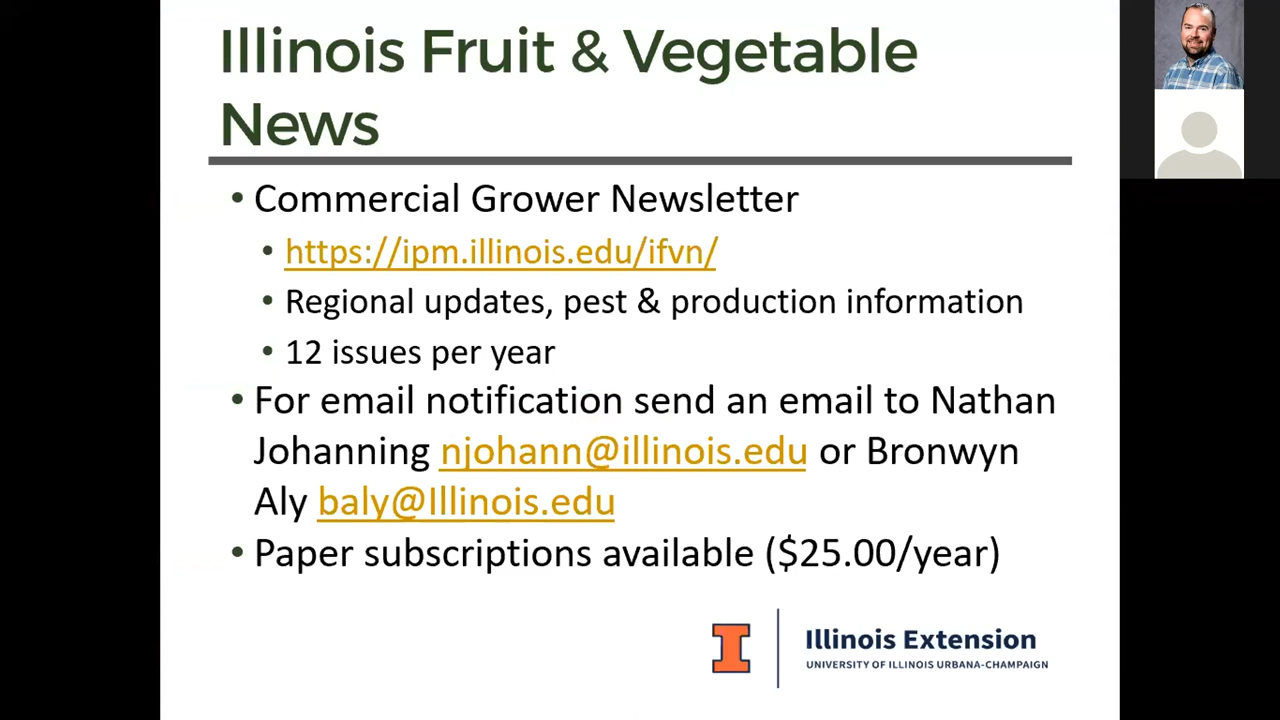 Illinois Fruit & Vegetable
News
• Commercial Grower Newsletter
• https://ipm.illinois.edu/ifvn/
• Regional updates, pest & production information
• 12 issues per year
• For email notification send an email to Nathan
Johanning njohann@illinois.edu or Bronwyn
Aly baly@Illinois.edu
• Paper subscriptions available ($25.00/year)
I
Illinois Extension
UNIVERSITY OF ILLINOIS URBANA-CHAMPAIGN